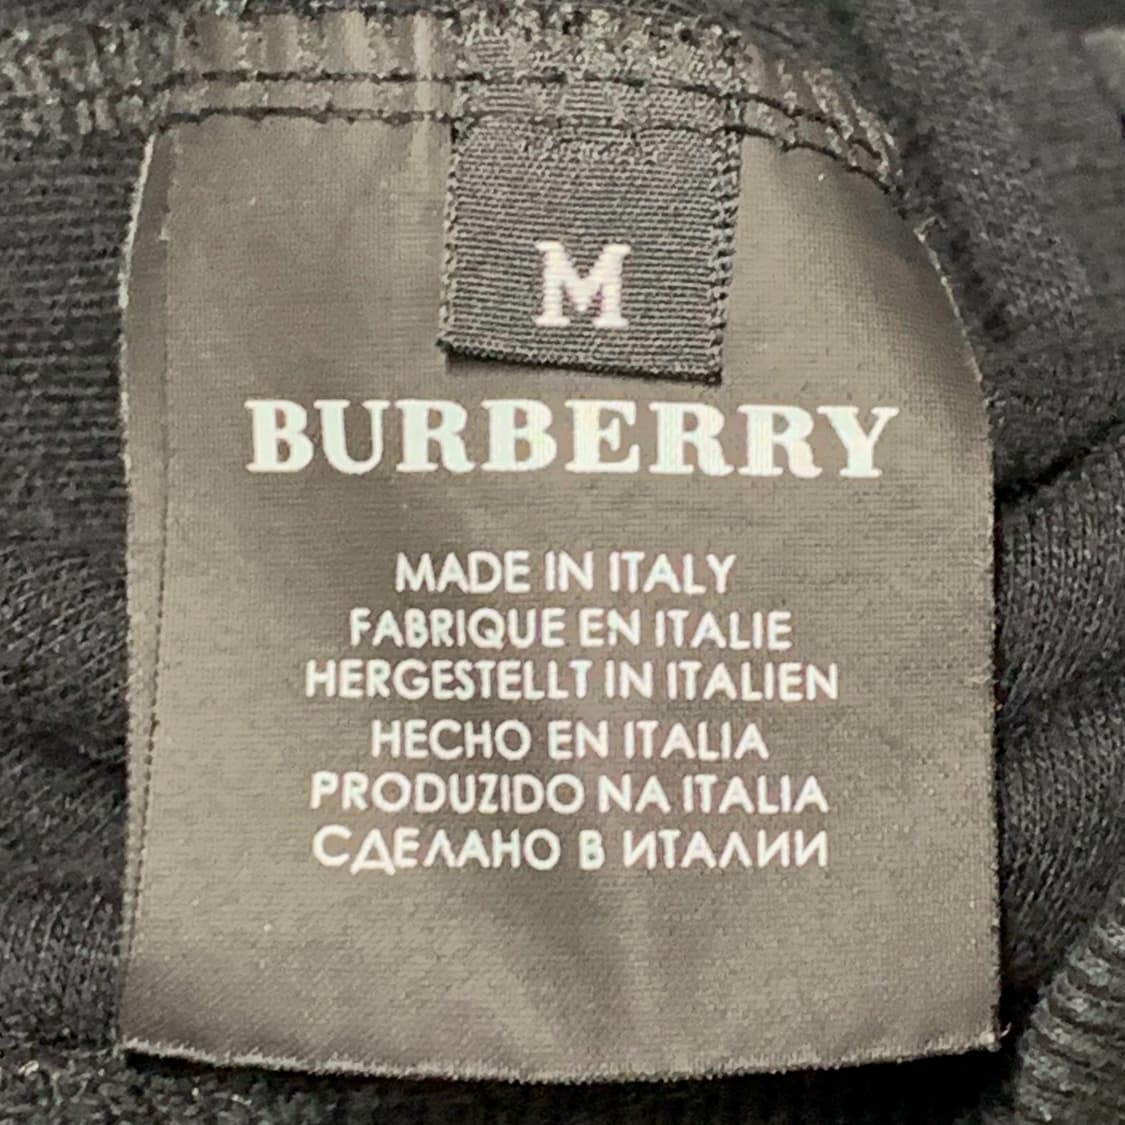 M
BURBERRY
MADE IN ITALY
FABRIQUE EN ITALIE
HERGESTELLT IN ITALIEN
HECHO EN ITALIA
PRODUZIDO NA ITALIA
СДЕЛАНО В ИТАЛИИ